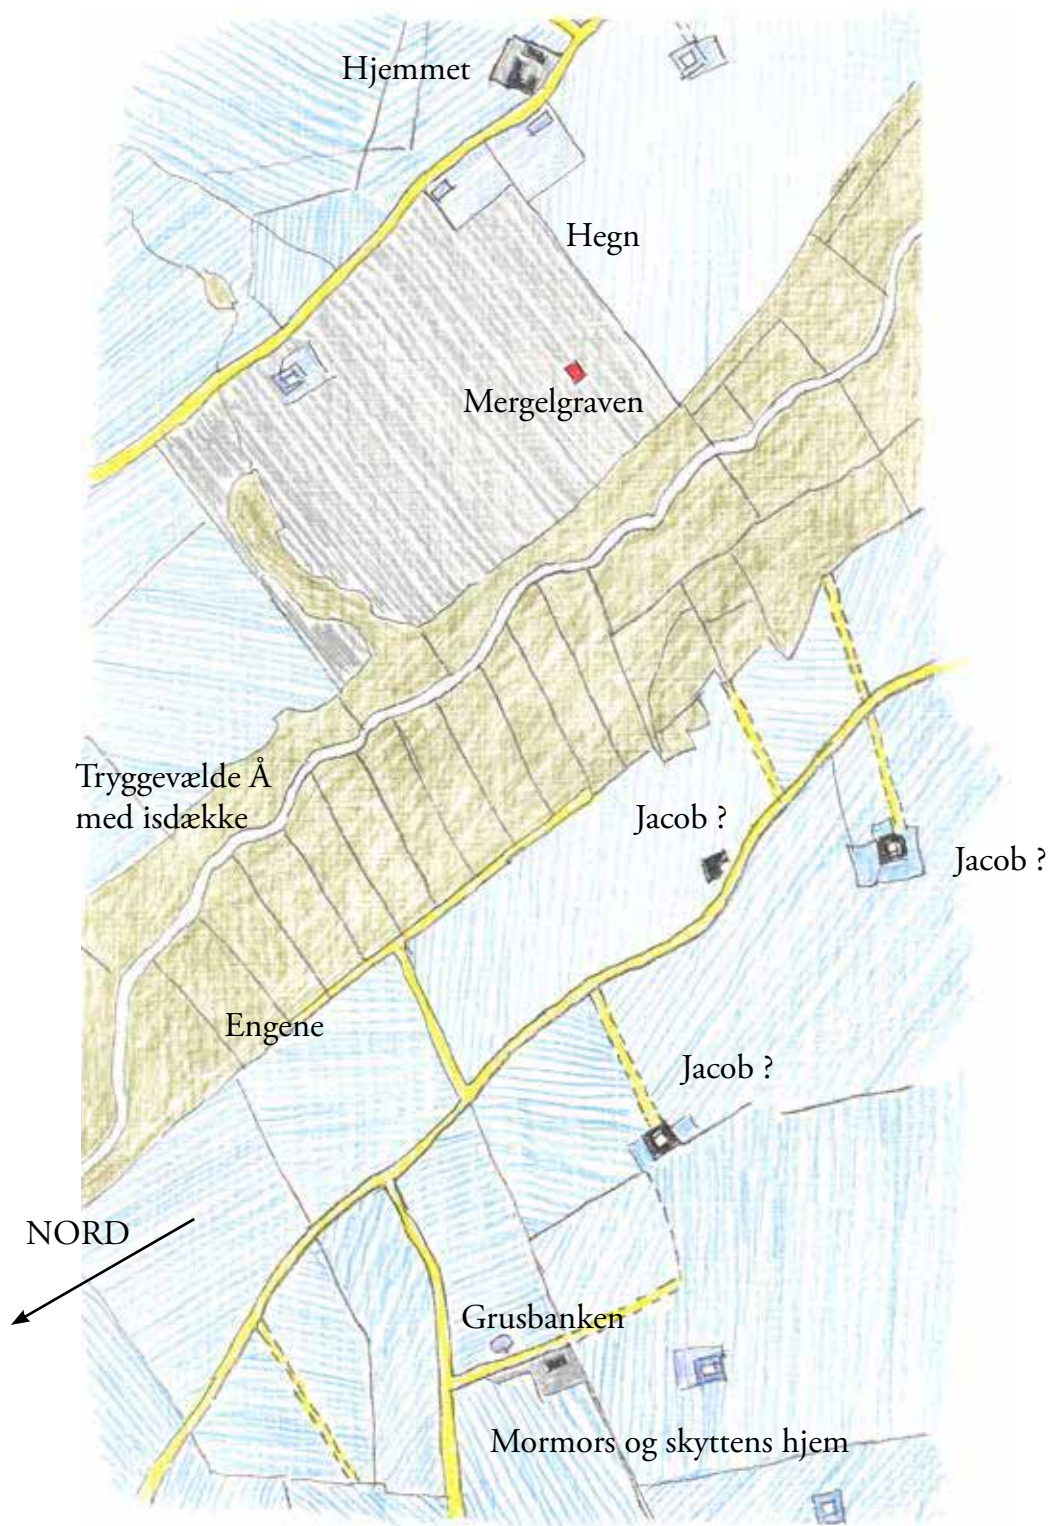 Hjemmet
Hegn
Mergelgraven
Tryggevælde Å
med isdække
Jacob ?
Jacob ?
Engene
Jacob ?
NORD
Grusbanken
Mormors og skyttens hjem